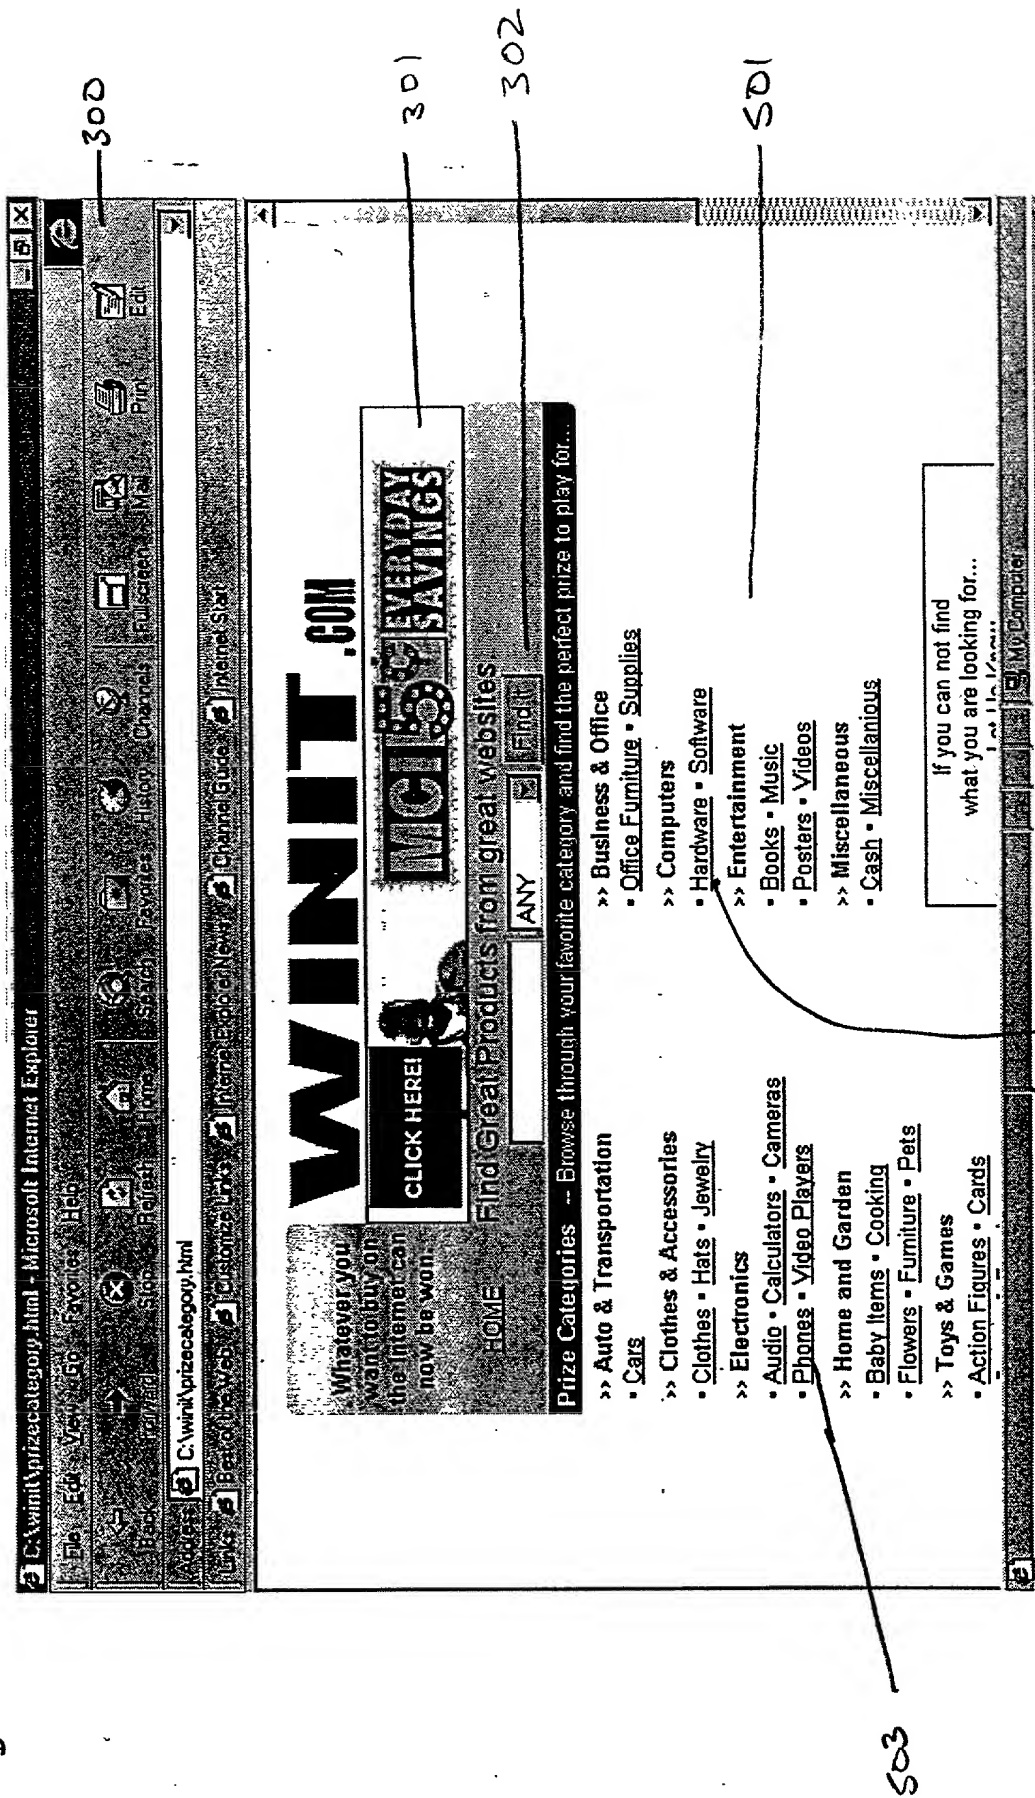 C:\winit\prizecategory.html - Microsoft Internet Explorer
File Edit View Go Favorites Help
Back Forward Stop Refresh Home Search Favorites History Channels Fullscreen Mail Print Edit
300
Address C:\winit\prizecategory.html
Links Best of the Web Customize Links Internet Explorer News Channel Guide Internet Start
WINIT.COM
Whatever you
want to buy on
the internet can
now be won.
CLICK HERE!
MCI 5¢ EVERYDAY
SAVINGS
301
HOME
Find Great Products from great websites
ANY Find It
302
Prize Categories -- Browse through your favorite category and find the perfect prize to play for...
>> Auto & Transportation
• Cars
>> Clothes & Accessories
• Clothes • Hats • Jewelry
>> Electronics
• Audio • Calculators • Cameras
• Phones • Video Players
>> Home and Garden
• Baby Items • Cooking
• Flowers • Furniture • Pets
>> Toys & Games
• Action Figures • Cards
>> Business & Office
• Office Furniture • Supplies
>> Computers
• Hardware • Software
>> Entertainment
• Books • Music
• Posters • Videos
>> Miscellaneous
• Cash • Miscellanious
501
503
If you can not find
what you are looking for...
Let Us Know
My Computer